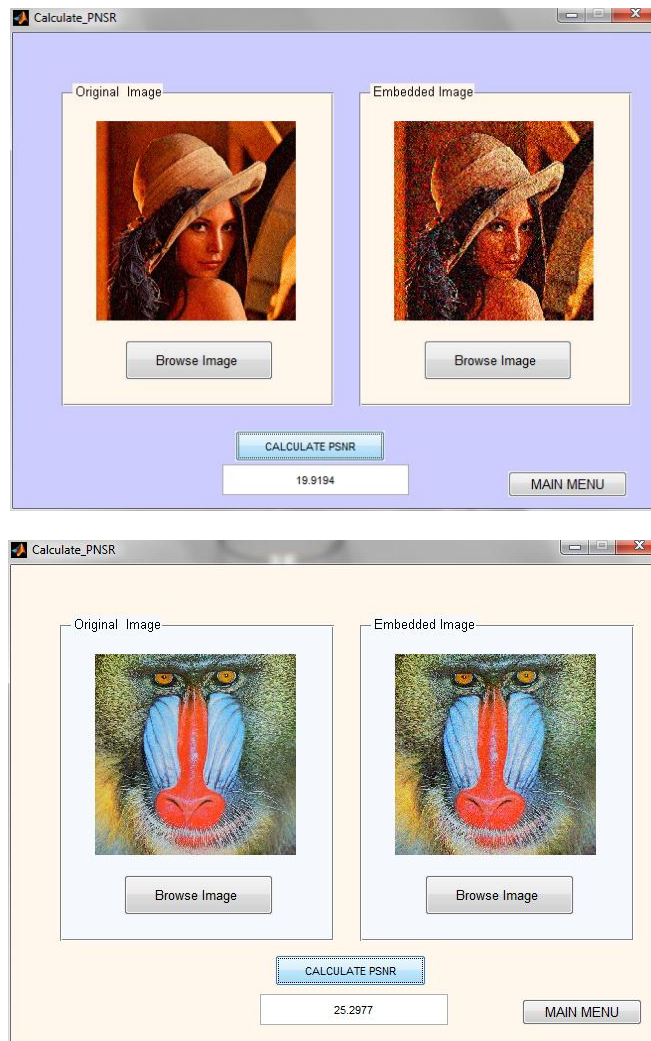 Calculate_PNSR
Original Image
Embedded Image
Browse Image
Browse Image
CALCULATE PSNR
19.9194
MAIN MENU
Calculate_PNSR
Original Image
Embedded Image
Browse Image
Browse Image
CALCULATE PSNR
25.2977
MAIN MENU